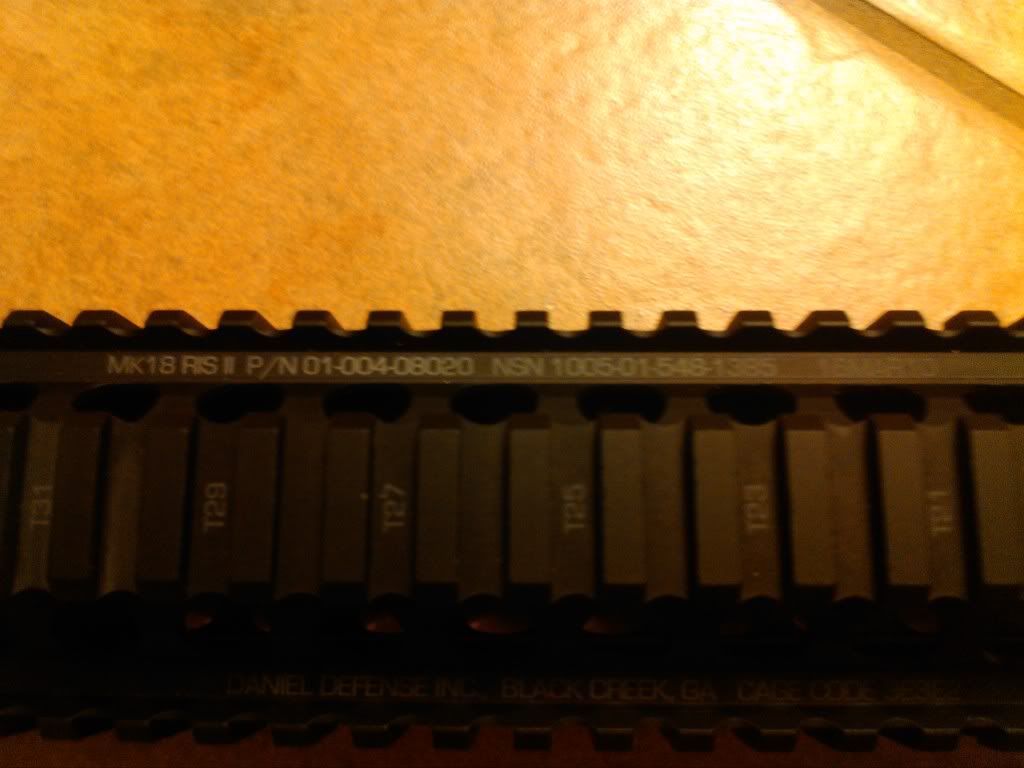 MK18 RIS II P/N 01-004-08020 NSN 1005-01-548-1385
T31 T29 T27 T25 T23 T21
DANIEL DEFENSE INC., BLACK CREEK, GA CAGE CODE